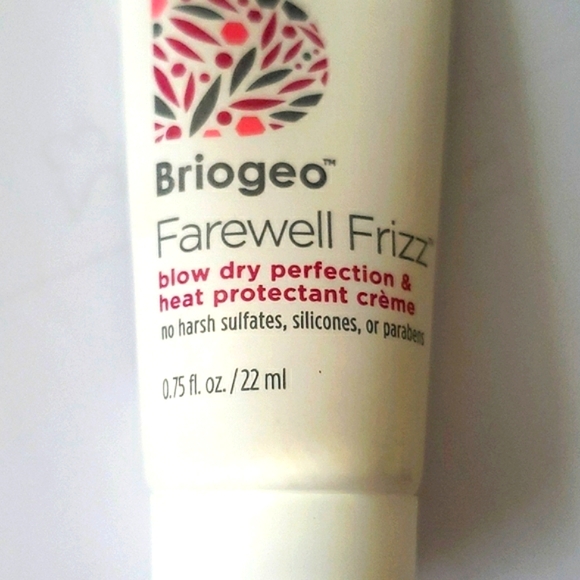 Briogeo™
Farewell Frizz™
blow dry perfection &
heat protectant crème
no harsh sulfates, silicones, or parabens
0.75 fl. oz. / 22 ml